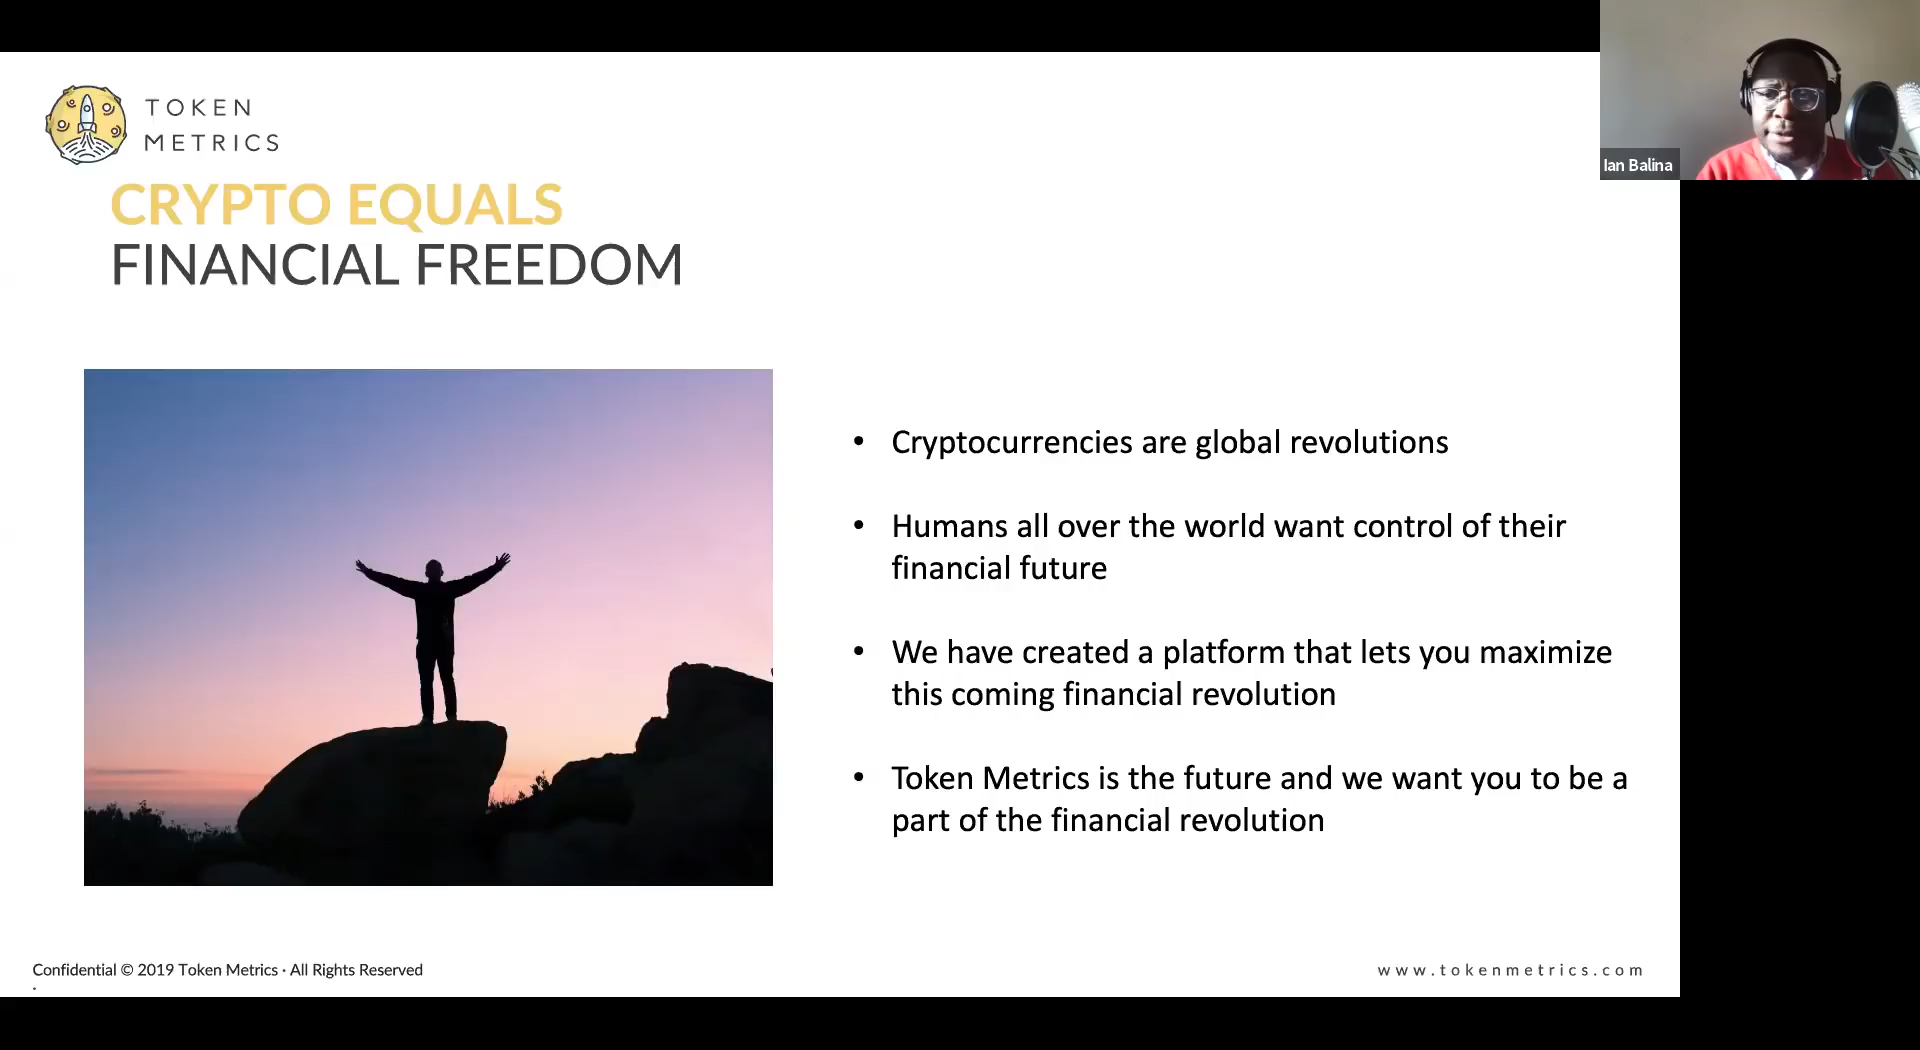 TOKEN
METRICS
CRYPTO EQUALS
FINANCIAL FREEDOM
Ian Balina
• Cryptocurrencies are global revolutions
• Humans all over the world want control of their
financial future
• We have created a platform that lets you maximize
this coming financial revolution
• Token Metrics is the future and we want you to be a
part of the financial revolution
Confidential © 2019 Token Metrics · All Rights Reserved
www.tokenmetrics.com